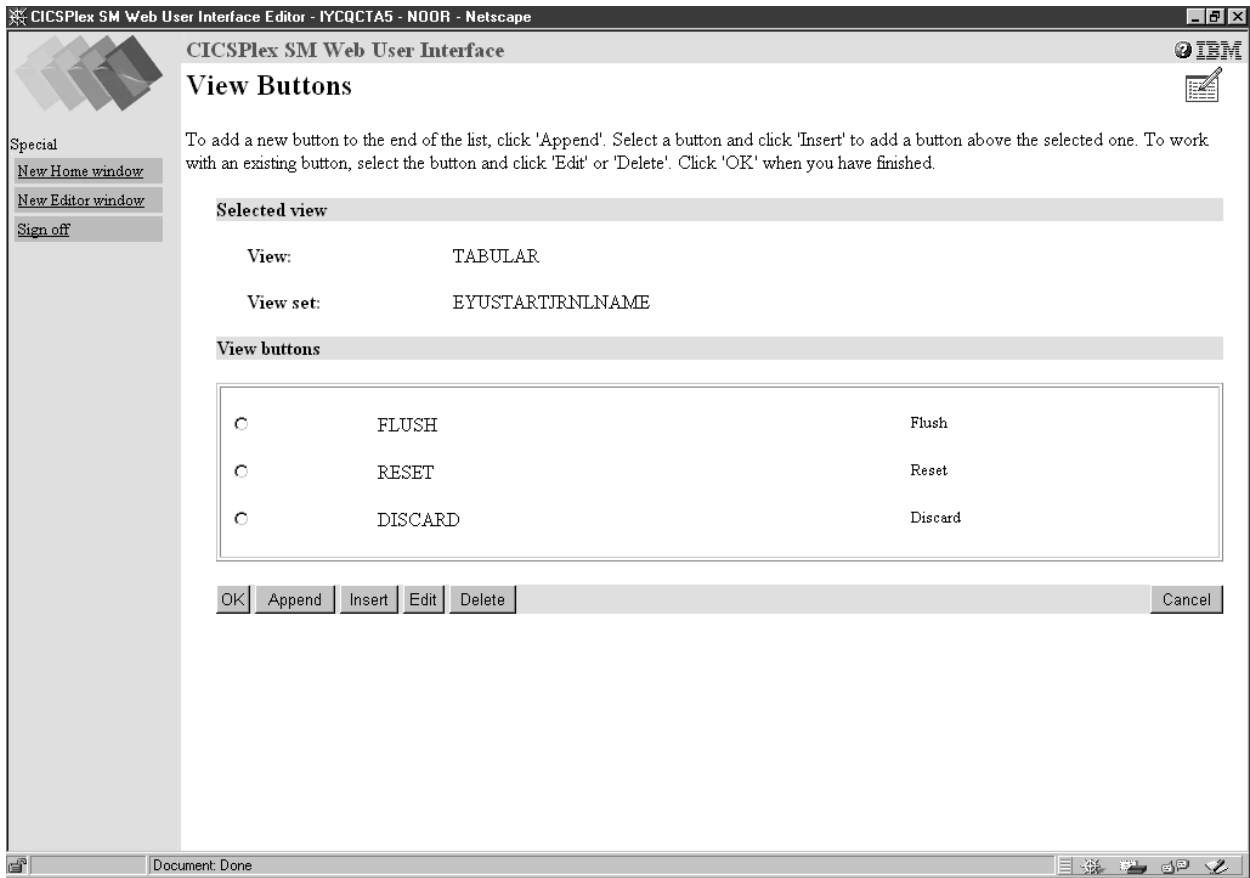 CICSPlex SM Web User Interface Editor - IYCQCTA5 - NOOR - Netscape
CICSPlex SM Web User Interface
IBM
View Buttons
To add a new button to the end of the list, click 'Append'. Select a button and click 'Insert' to add a button above the selected one. To work
with an existing button, select the button and click 'Edit' or 'Delete'. Click 'OK' when you have finished.
Special
New Home window
New Editor window
Sign off
Selected view
View: TABULAR
View set: EYUSTARTJRNLNAME
View buttons
FLUSH Flush
RESET Reset
DISCARD Discard
OK Append Insert Edit Delete Cancel
Document: Done